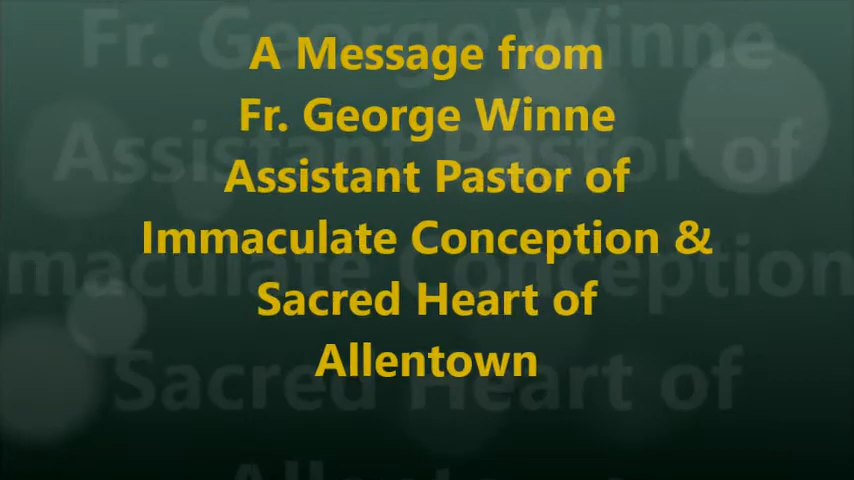 A Message from
Fr. George Winne
Assistant Pastor of
Immaculate Conception &
Sacred Heart of
Allentown